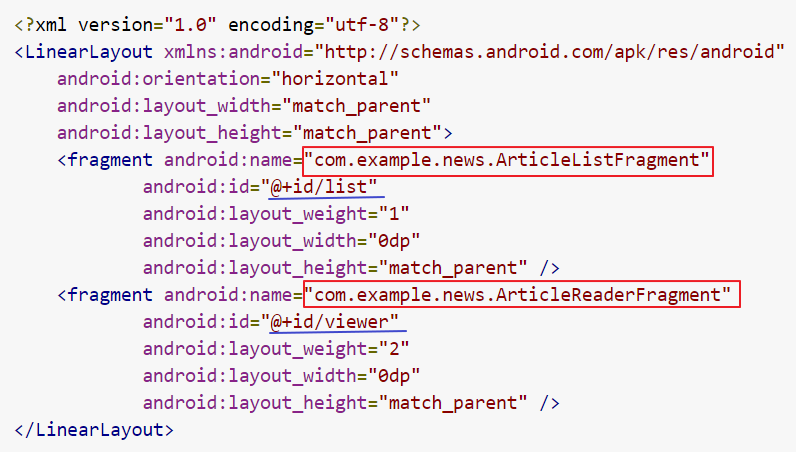 <?xml version="1.0" encoding="utf-8"?>
<LinearLayout xmlns:android="http://schemas.android.com/apk/res/android"
    android:orientation="horizontal"
    android:layout_width="match_parent"
    android:layout_height="match_parent">
    <fragment android:name="com.example.news.ArticleListFragment"
            android:id="@+id/list"
            android:layout_weight="1"
            android:layout_width="0dp"
            android:layout_height="match_parent" />
    <fragment android:name="com.example.news.ArticleReaderFragment"
            android:id="@+id/viewer"
            android:layout_weight="2"
            android:layout_width="0dp"
            android:layout_height="match_parent" />
</LinearLayout>